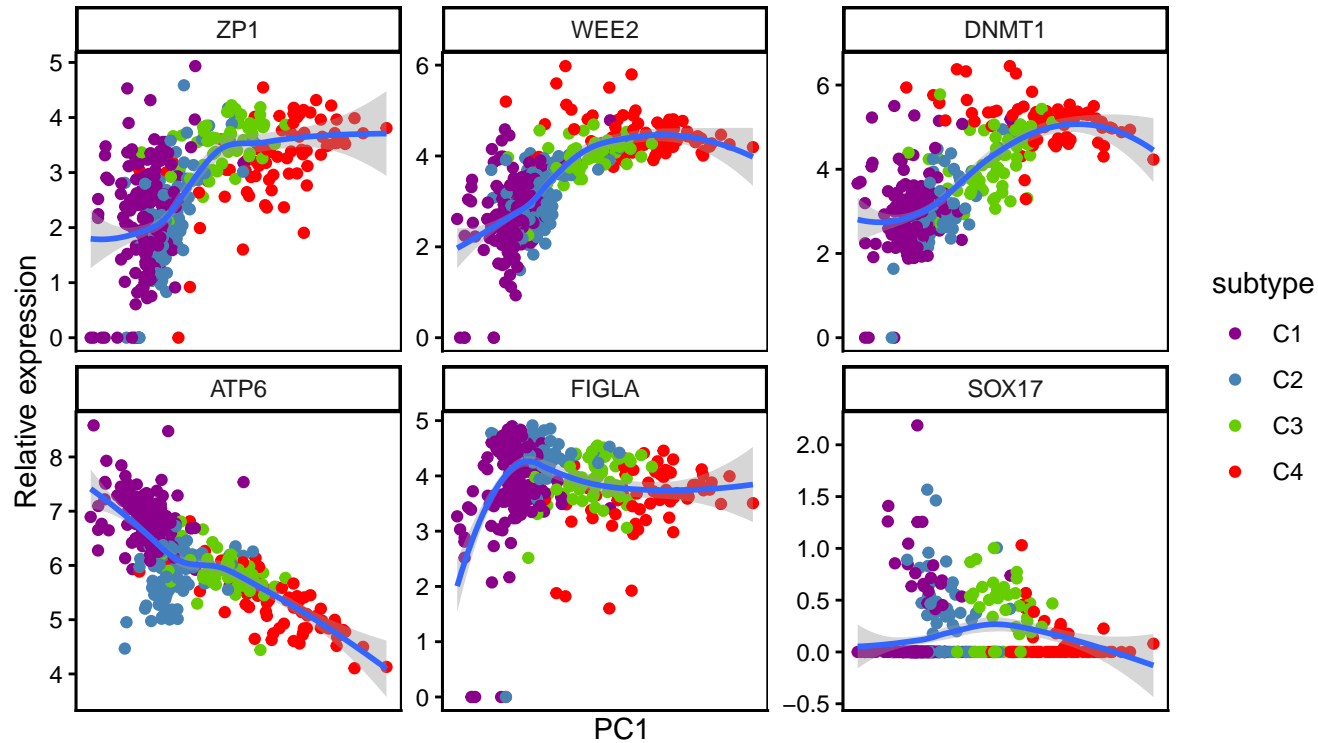 ZP1 WEE2 DNMT1
5 4 3 2 1 0
6 4 2 0
6 4 2 0
Relative expression
ATP6 FIGLA SOX17
8 7 6 5 4
5 4 3 2 1 0
2.0 1.5 1.0 0.5 0.0 −0.5
PC1
subtype
C1
C2
C3
C4